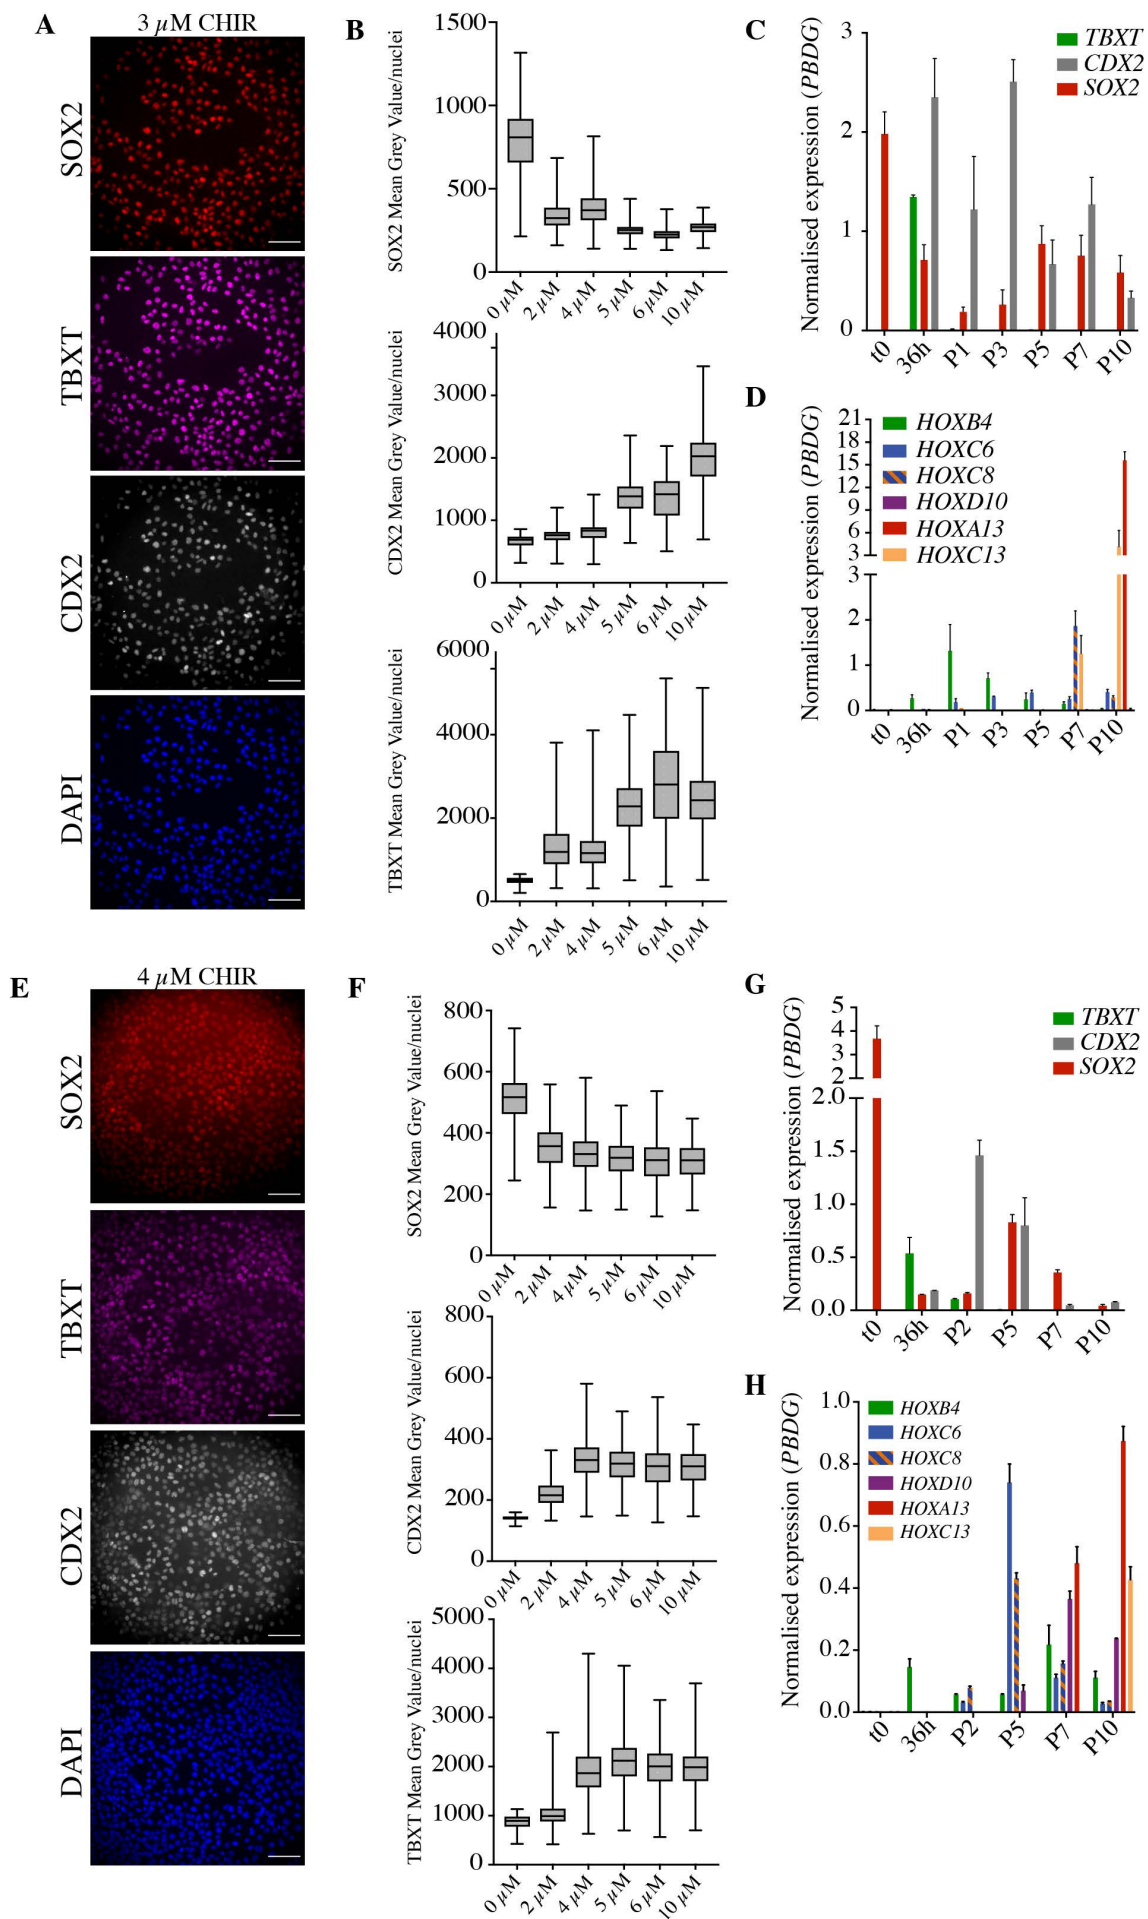 A
3 µM CHIR
SOX2
TBXT
CDX2
DAPI
B
SOX2 Mean Grey Value/nuclei
1500
1000
500
0
0 µM
2 µM
4 µM
5 µM
6 µM
10 µM
CDX2 Mean Grey Value/nuclei
4000
3000
2000
1000
0
0 µM
2 µM
4 µM
5 µM
6 µM
10 µM
TBXT Mean Grey Value/nuclei
6000
4000
2000
0
0 µM
2 µM
4 µM
5 µM
6 µM
10 µM
C
Normalised expression (PBDG)
3
2
1
0
TBXT
CDX2
SOX2
t0
36h
P1
P3
P5
P7
P10
D
Normalised expression (PBDG)
21
18
15
12
9
6
3
3
2
1
0
HOXB4
HOXC6
HOXC8
HOXD10
HOXA13
HOXC13
t0
36h
P1
P3
P5
P7
P10
E
4 µM CHIR
SOX2
TBXT
CDX2
DAPI
F
SOX2 Mean Grey Value/nuclei
800
600
400
200
0
0 µM
2 µM
4 µM
5 µM
6 µM
10 µM
CDX2 Mean Grey Value/nuclei
800
600
400
200
0
0 µM
2 µM
4 µM
5 µM
6 µM
10 µM
TBXT Mean Grey Value/nuclei
5000
4000
3000
2000
1000
0
0 µM
2 µM
4 µM
5 µM
6 µM
10 µM
G
Normalised expression (PBDG)
5
4
3
2
2.0
1.5
1.0
0.5
0.0
TBXT
CDX2
SOX2
t0
36h
P2
P5
P7
P10
H
Normalised expression (PBDG)
1.0
0.8
0.6
0.4
0.2
0.0
HOXB4
HOXC6
HOXC8
HOXD10
HOXA13
HOXC13
t0
36h
P2
P5
P7
P10